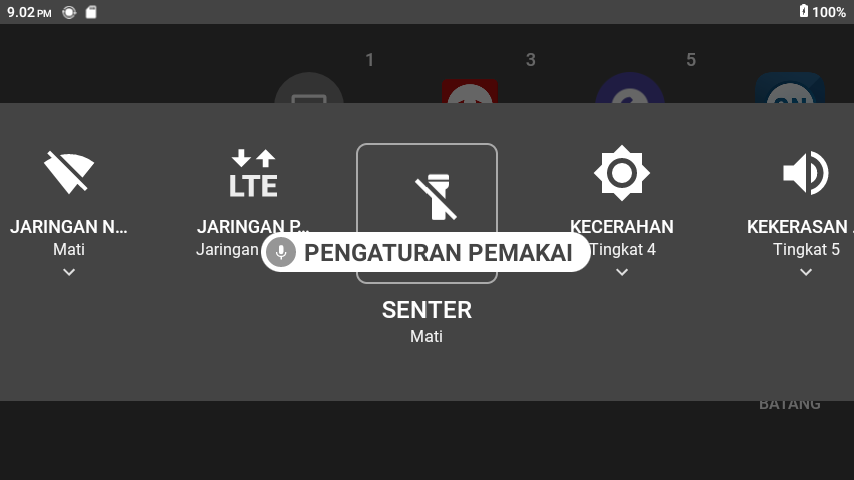 9.02 PM
100%
1
3
5
LTE
JARINGAN N...
Mati
JARINGAN P...
Jaringan
KECERAHAN
Tingkat 4
KEKERASAN .
Tingkat 5
PENGATURAN PEMAKAI
SENTER
Mati
BATANG